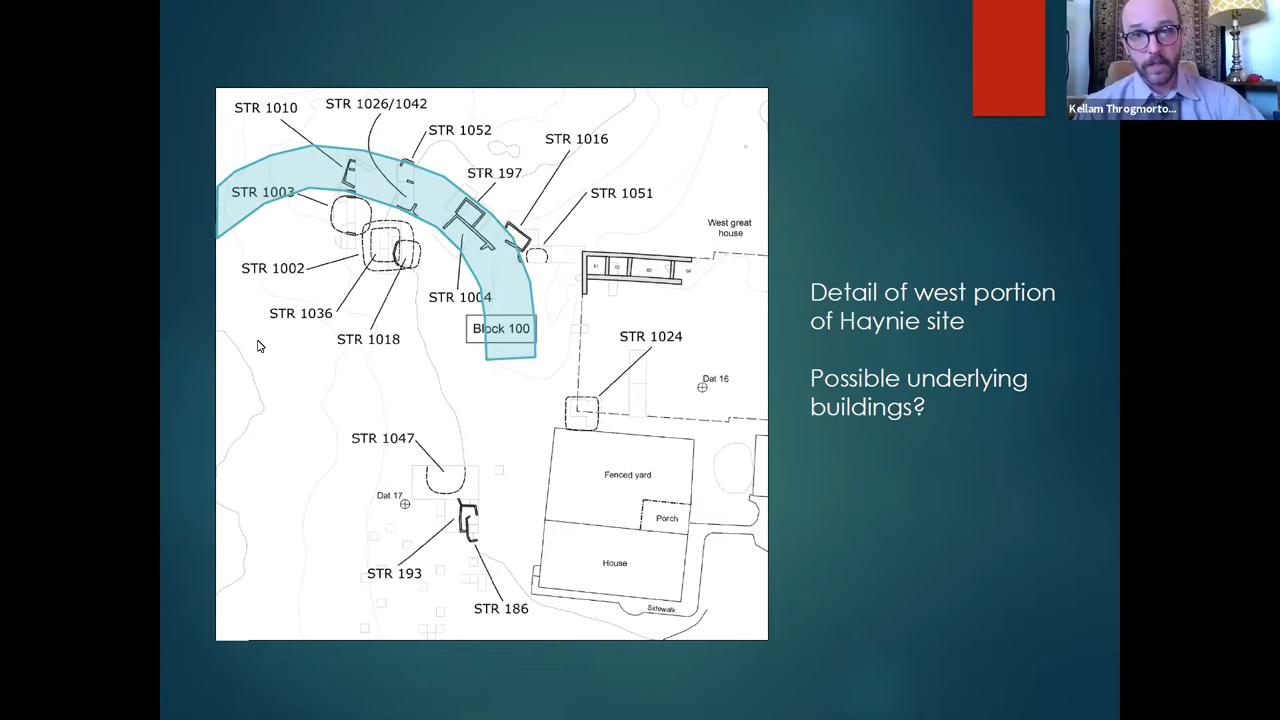 STR 1010
STR 1026/1042
STR 1052
STR 1016
STR 197
STR 1003
STR 1051
West great
house
STR 1002
STR 1004
STR 1036
Block 100
STR 1018
STR 1024
Dat 16
STR 1047
Dat 17
Fenced yard
Porch
House
STR 193
STR 186
Sidewalk
Detail of west portion
of Haynie site
Possible underlying
buildings?
Kellam Throgmorto...